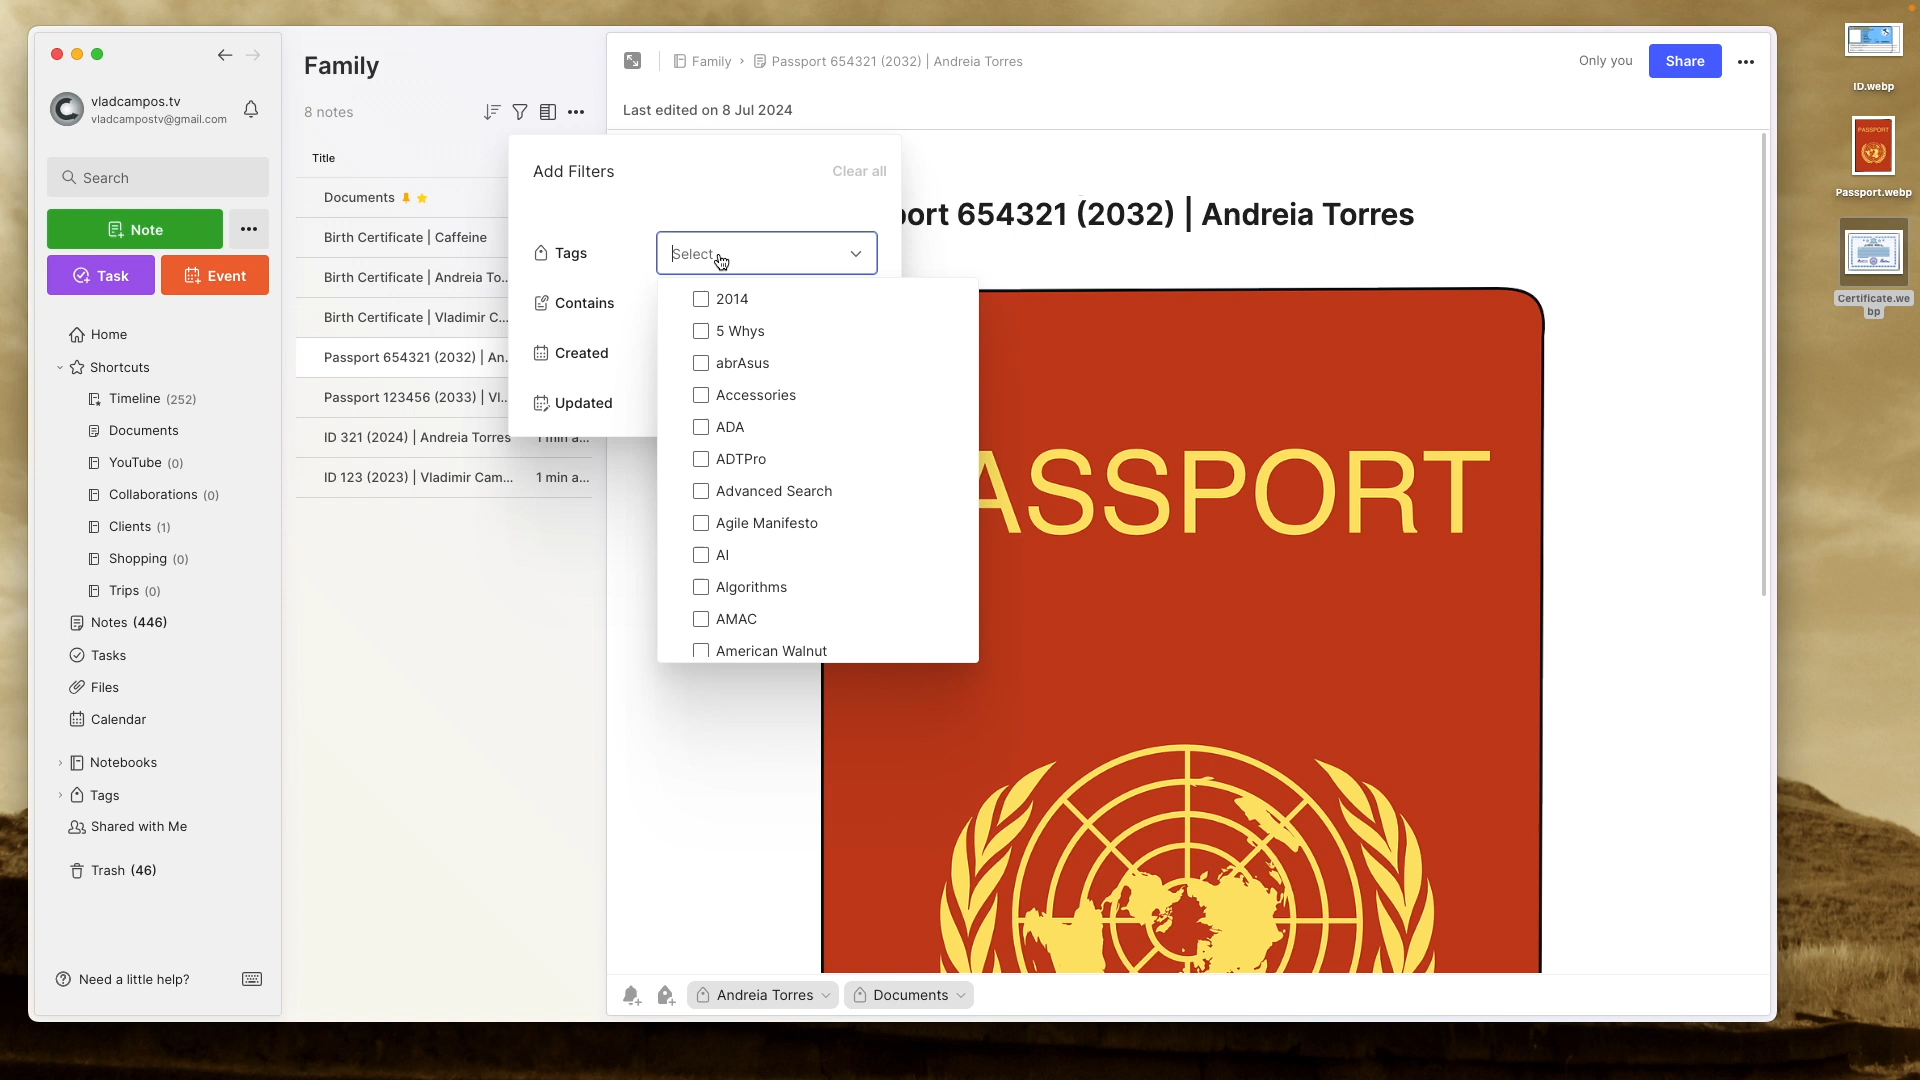 vladcampos.tv
vladcampostv@gmail.com
Search
Note
Task
Event
Home
Shortcuts
Timeline (252)
Documents
YouTube (0)
Collaborations (0)
Clients (1)
Shopping (0)
Trips (0)
Notes (446)
Tasks
Files
Calendar
Notebooks
Tags
Shared with Me
Trash (46)
Need a little help?
Family
8 notes
Title
Documents
Birth Certificate | Caffeine
Birth Certificate | Andreia To...
Birth Certificate | Vladimir C...
Passport 654321 (2032) | An...
Passport 123456 (2033) | Vl...
ID 321 (2024) | Andreia Torres
ID 123 (2023) | Vladimir Cam... 1 min a...
Add Filters
Clear all
Tags
Select
Contains
Created
Updated
2014
5 Whys
abrAsus
Accessories
ADA
ADTPro
Advanced Search
Agile Manifesto
AI
Algorithms
AMAC
American Walnut
Family › Passport 654321 (2032) | Andreia Torres
Only you
Share
Last edited on 8 Jul 2024
port 654321 (2032) | Andreia Torres
ASSPORT
Andreia Torres
Documents
ID.webp
PASSPORT
Passport.webp
Certificate.we
bp